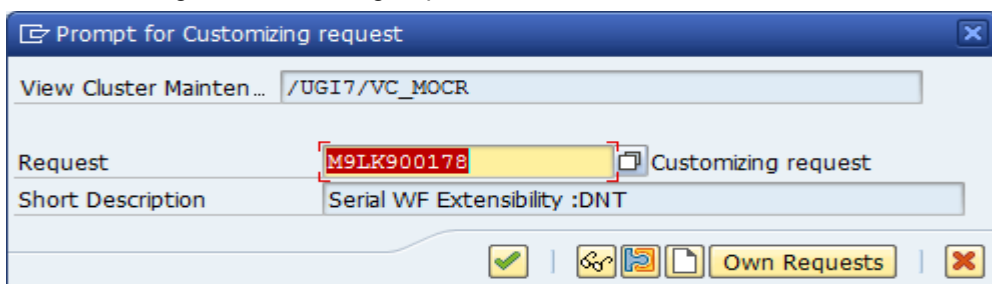 Prompt for Customizing request
View Cluster Mainten… /UGI7/VC_MOCR
Request M9LK900178 Customizing request
Short Description Serial WF Extensibility :DNT
Own Requests